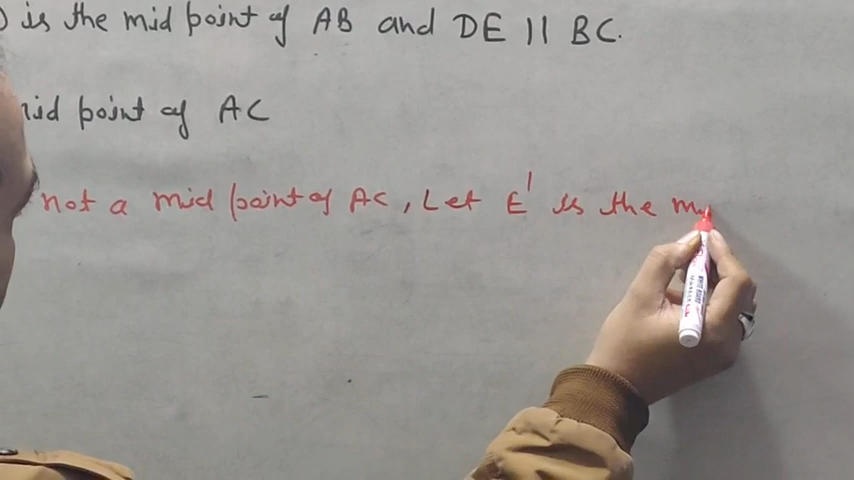 is the mid point of AB and DE || BC.
mid point of AC
not a mid point of AC, Let E' is the m